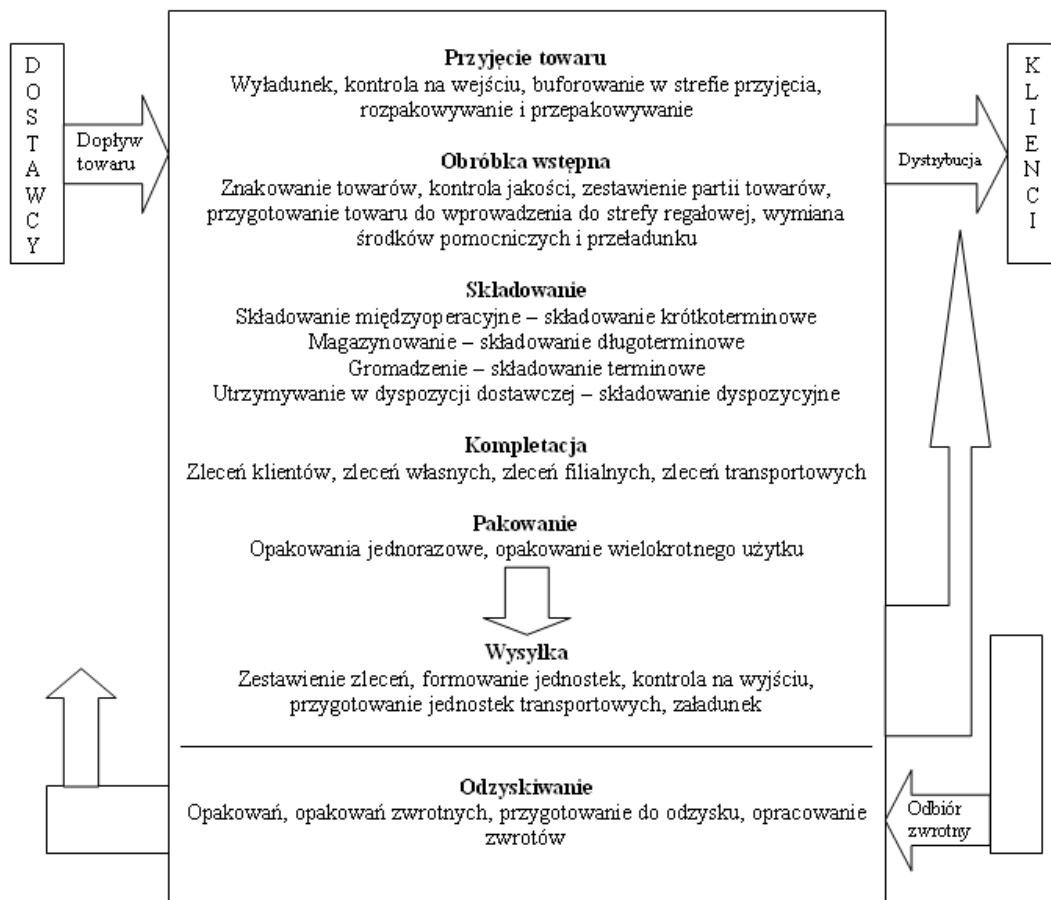 DOSTAWCY
Dopływ
towaru
Przyjęcie towaru
Wyładunek, kontrola na wejściu, buforowanie w strefie przyjęcia,
rozpakowywanie i przepakowywanie
Obróbka wstępna
Znakowanie towarów, kontrola jakości, zestawienie partii towarów,
przygotowanie towaru do wprowadzenia do strefy regałowej, wymiana
środków pomocniczych i przeładunku
Składowanie
Składowanie międzyoperacyjne – składowanie krótkoterminowe
Magazynowanie – składowanie długoterminowe
Gromadzenie – składowanie terminowe
Utrzymywanie w dyspozycji dostawczej – składowanie dyspozycyjne
Kompletacja
Zleceń klientów, zleceń własnych, zleceń filialnych, zleceń transportowych
Pakowanie
Opakowania jednorazowe, opakowanie wielokrotnego użytku
Wysyłka
Zestawienie zleceń, formowanie jednostek, kontrola na wyjściu,
przygotowanie jednostek transportowych, załadunek
Odzyskiwanie
Opakowań, opakowań zwrotnych, przygotowanie do odzysku, opracowanie
zwrotów
Dystrybucja
KLIENCI
Odbiór
zwrotny